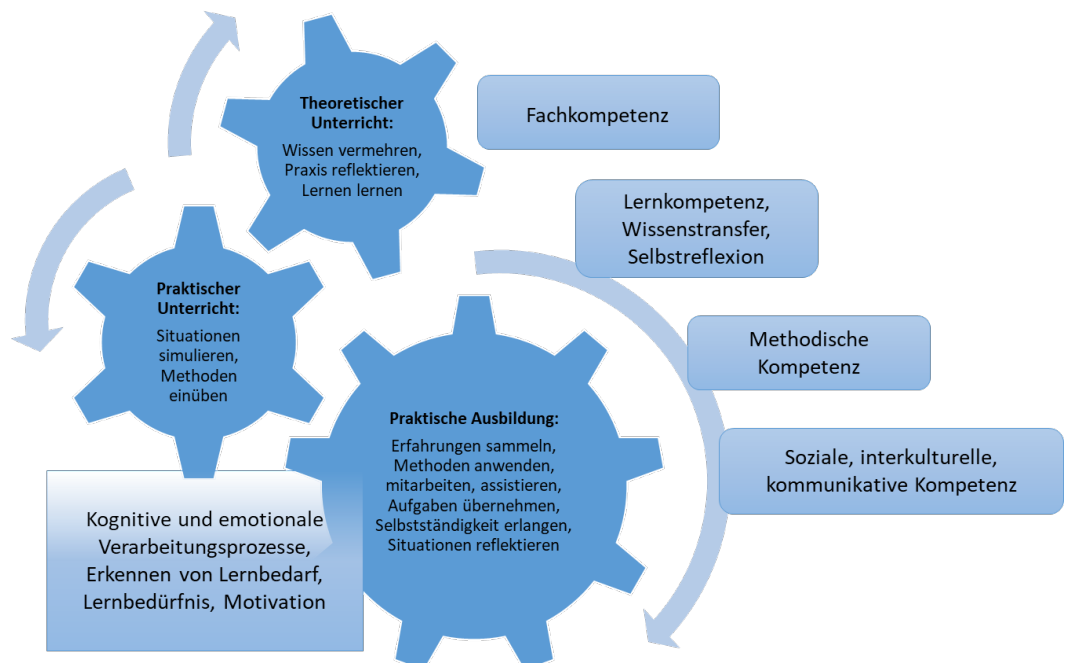 Theoretischer
Unterricht:
Wissen vermehren,
Praxis reflektieren,
Lernen lernen
Fachkompetenz
Lernkompetenz,
Wissenstransfer,
Selbstreflexion
Praktischer
Unterricht:
Situationen
simulieren,
Methoden
einüben
Methodische
Kompetenz
Praktische Ausbildung:
Erfahrungen sammeln,
Methoden anwenden,
mitarbeiten, assistieren,
Aufgaben übernehmen,
Selbstständigkeit erlangen,
Situationen reflektieren
Soziale, interkulturelle,
kommunikative Kompetenz
Kognitive und emotionale
Verarbeitungsprozesse,
Erkennen von Lernbedarf,
Lernbedürfnis, Motivation